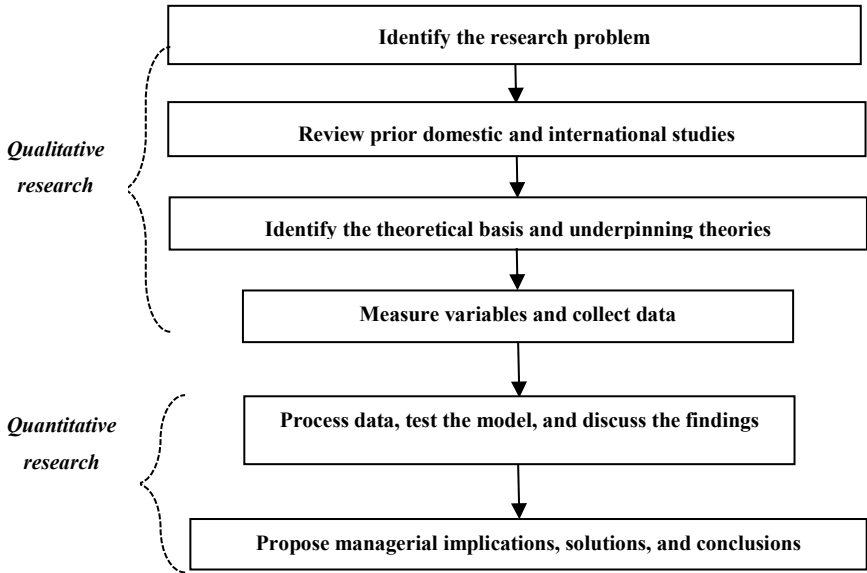 Identify the research problem
Review prior domestic and international studies
Qualitative
research
Identify the theoretical basis and underpinning theories
Measure variables and collect data
Process data, test the model, and discuss the findings
Quantitative
research
Propose managerial implications, solutions, and conclusions